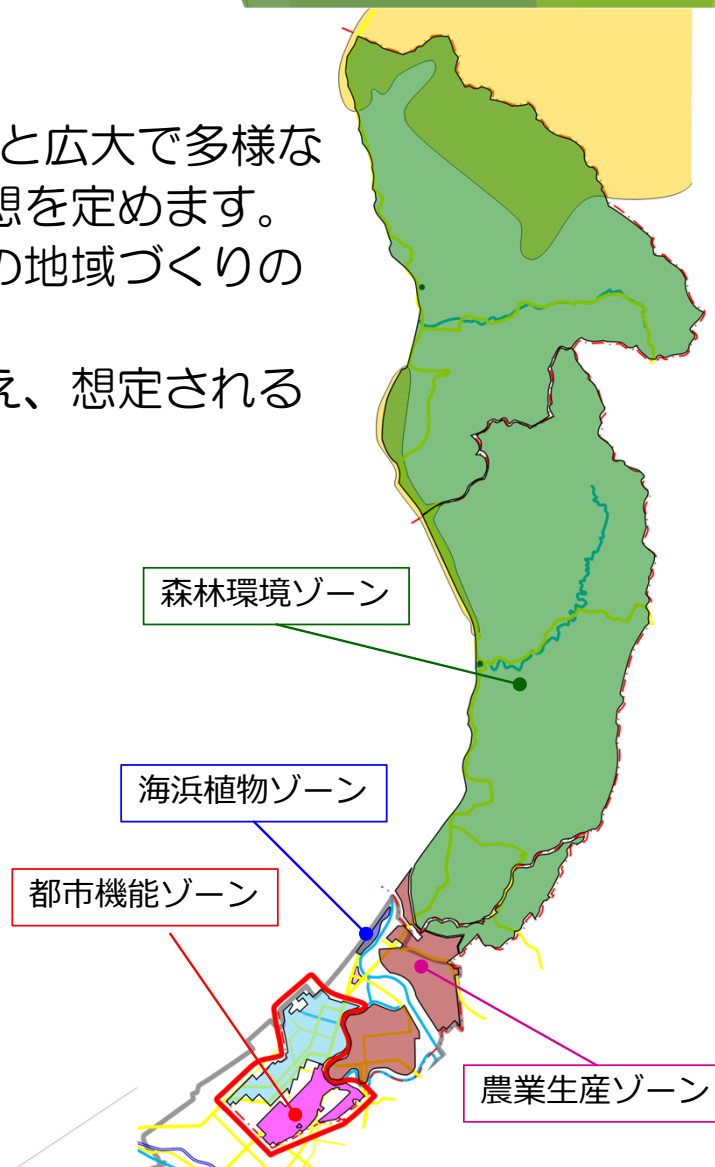 と広大で多様な
想を定めます。
の地域づくりの
え、想定される
森林環境ゾーン
海浜植物ゾーン
都市機能ゾーン
農業生産ゾーン